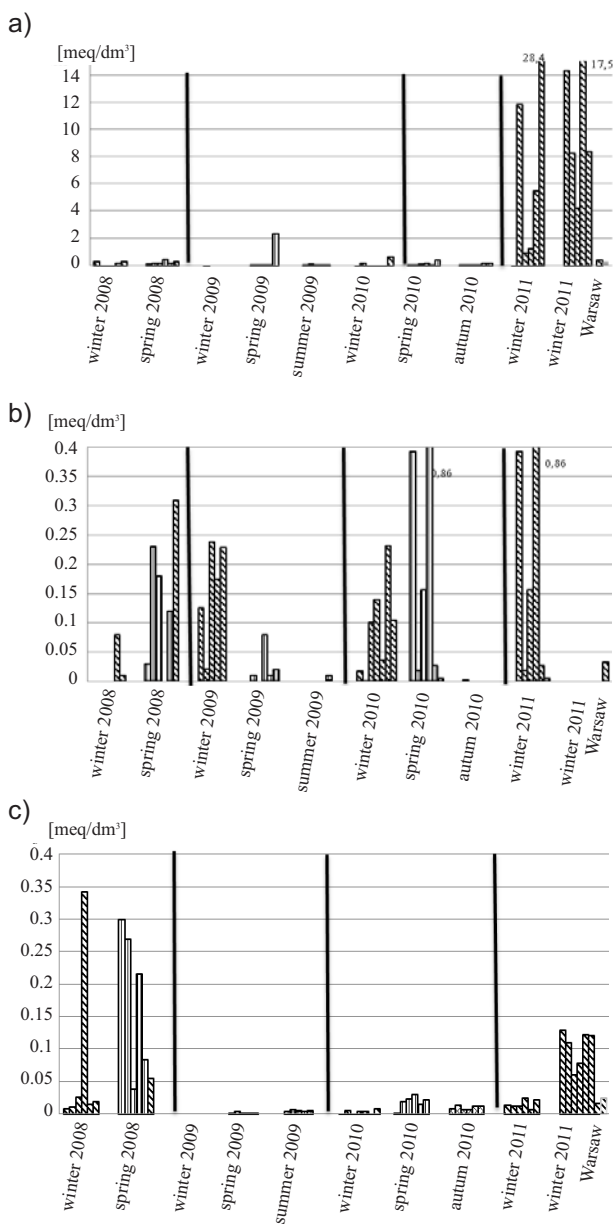 a)
[meq/dm³]
28,4
17,5
14
12
10
8
6
4
2
0
winter 2008
spring 2008
winter 2009
spring 2009
summer 2009
winter 2010
spring 2010
autum 2010
winter 2011
winter 2011
Warsaw
b)
[meq/dm³]
0.4
0.35
0.3
0.25
0.2
0.15
0.1
0.05
0
0,86
0,86
winter 2008
spring 2008
winter 2009
spring 2009
summer 2009
winter 2010
spring 2010
autum 2010
winter 2011
winter 2011
Warsaw
c)
[meq/dm³]
0.4
0.3
0.2
0.15
0.1
0.05
0
winter 2008
spring 2008
winter 2009
spring 2009
summer 2009
winter 2010
spring 2010
autum 2010
winter 2011
winter 2011
Warsaw